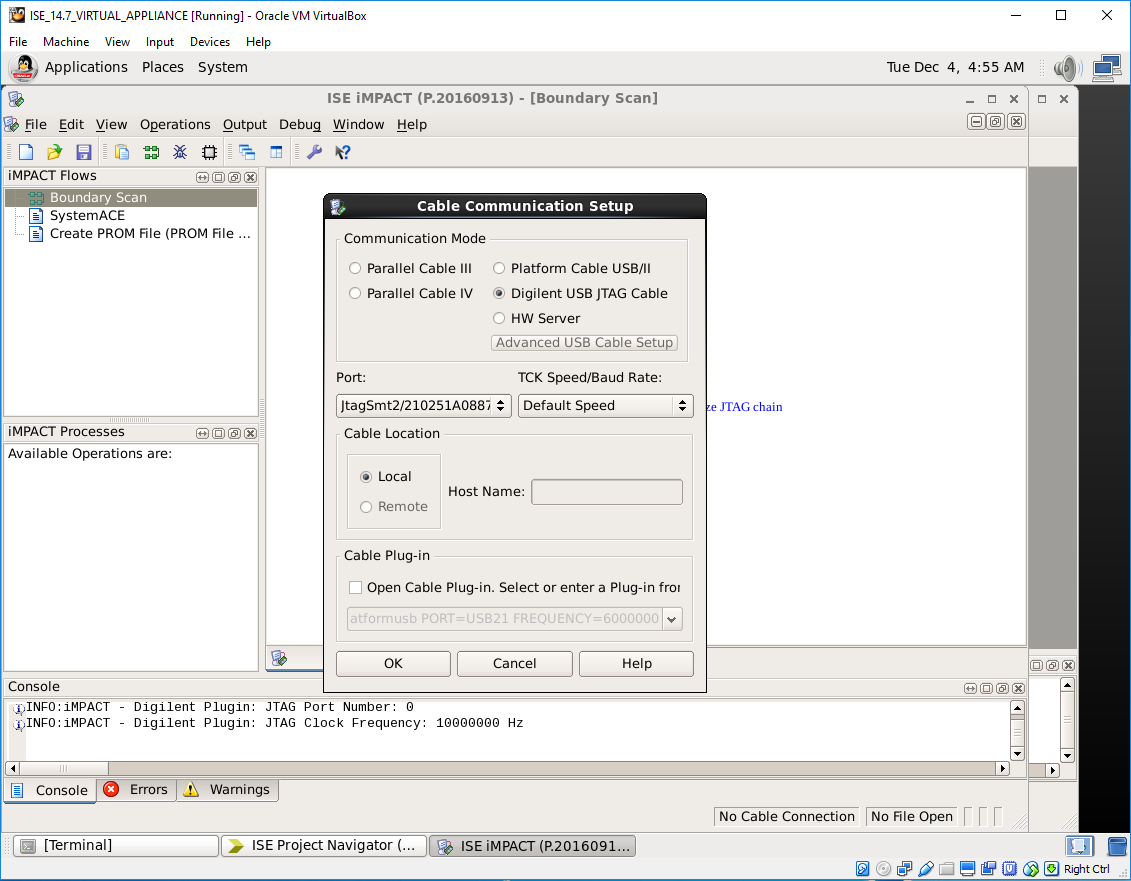 ISE_14.7_VIRTUAL_APPLIANCE [Running] - Oracle VM VirtualBox
File Machine View Input Devices Help
Applications Places System Tue Dec 4, 4:55 AM
ISE iMPACT (P.20160913) - [Boundary Scan]
File Edit View Operations Output Debug Window Help
iMPACT Flows
Boundary Scan
SystemACE
Create PROM File (PROM File ...
iMPACT Processes
Available Operations are:
Cable Communication Setup
Communication Mode
Parallel Cable III Platform Cable USB/II
Parallel Cable IV Digilent USB JTAG Cable
HW Server
Advanced USB Cable Setup
Port: TCK Speed/Baud Rate:
JtagSmt2/210251A0887 Default Speed
ze JTAG chain
Cable Location
Local
Host Name:
Remote
Cable Plug-in
Open Cable Plug-in. Select or enter a Plug-in from
atformusb PORT=USB21 FREQUENCY=6000000
OK Cancel Help
Console
INFO:iMPACT - Digilent Plugin: JTAG Port Number: 0
INFO:iMPACT - Digilent Plugin: JTAG Clock Frequency: 10000000 Hz
Console Errors Warnings
No Cable Connection No File Open
[Terminal] ISE Project Navigator (... ISE iMPACT (P.2016091...
Right Ctrl